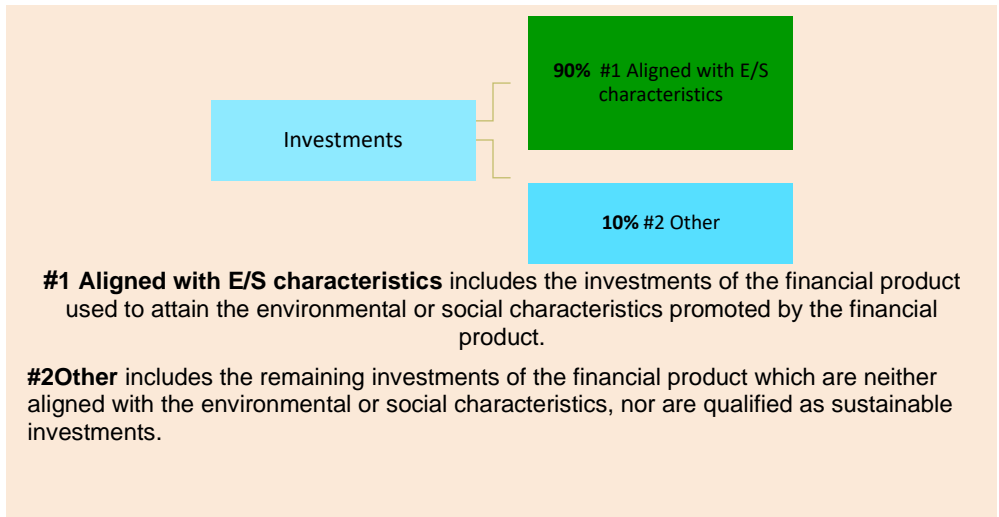 90% #1 Aligned with E/S
characteristics
Investments
10% #2 Other
#1 Aligned with E/S characteristics includes the investments of the financial product
used to attain the environmental or social characteristics promoted by the financial
product.
#2Other includes the remaining investments of the financial product which are neither
aligned with the environmental or social characteristics, nor are qualified as sustainable
investments.